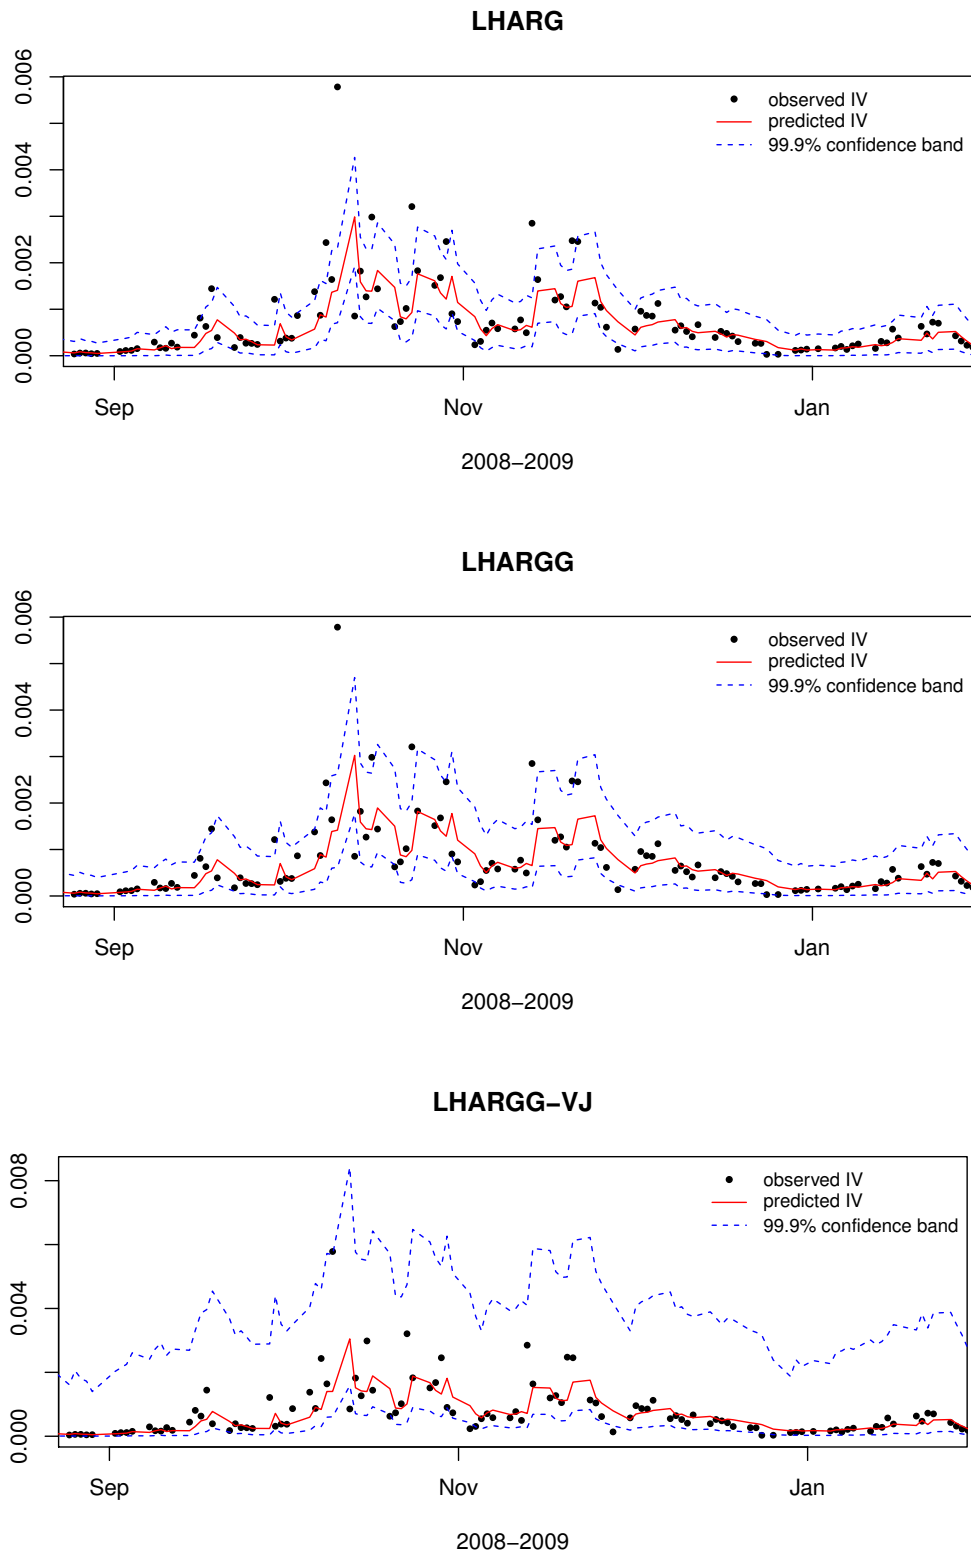 LHARG
0.006
0.004
0.002
0.000
observed IV
predicted IV
99.9% confidence band
Sep
Nov
Jan
2008−2009
LHARGG
0.006
0.004
0.002
0.000
observed IV
predicted IV
99.9% confidence band
Sep
Nov
Jan
2008−2009
LHARGG−VJ
0.008
0.004
0.000
observed IV
predicted IV
99.9% confidence band
Sep
Nov
Jan
2008−2009